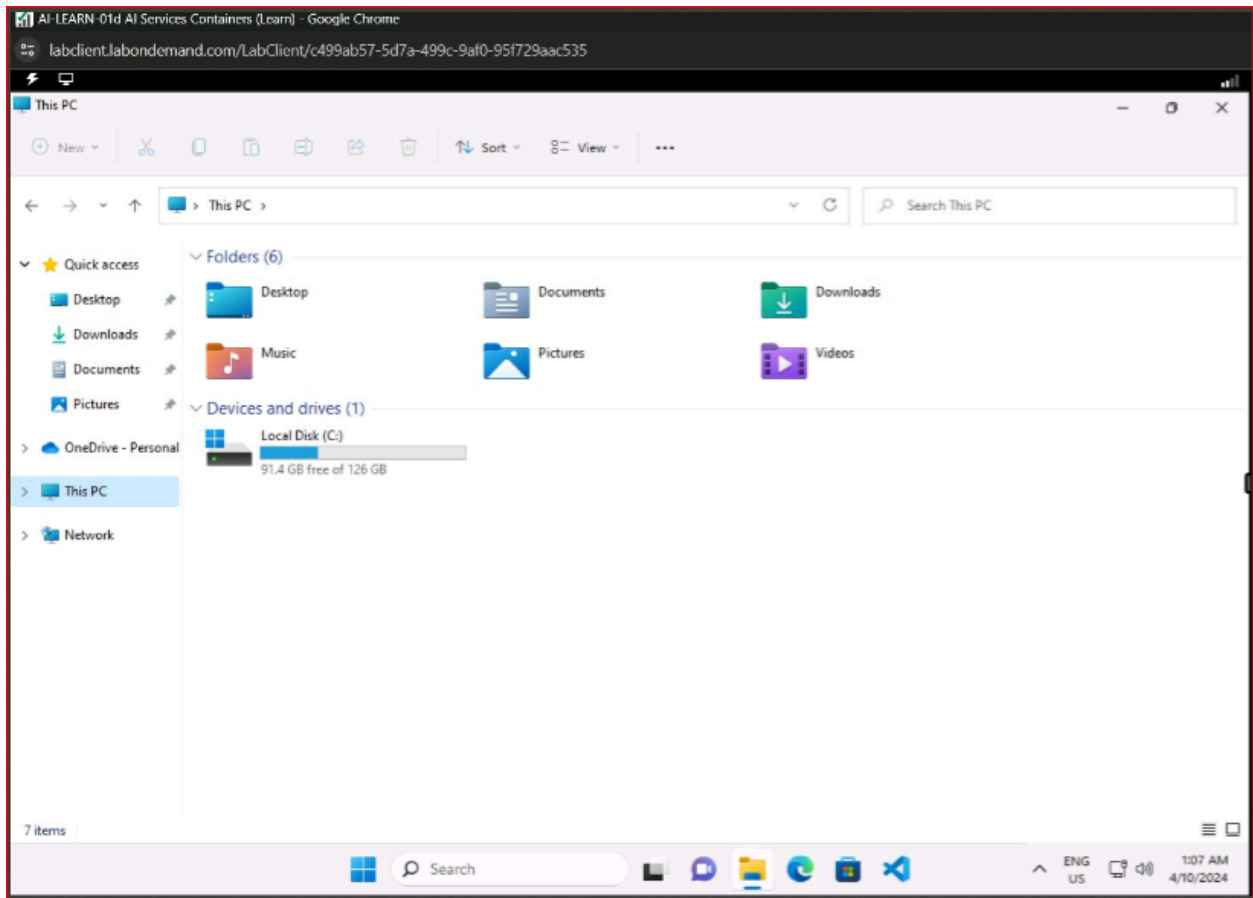 AI-LEARN-01d AI Services Containers (Learn) - Google Chrome
labclient.labondemand.com/LabClient/c499ab57-5d7a-499c-9af0-95f729aac535
This PC
New
Sort
View
This PC
Search This PC
Quick access
Desktop
Downloads
Documents
Pictures
OneDrive - Personal
This PC
Network
Folders (6)
Desktop
Documents
Downloads
Music
Pictures
Videos
Devices and drives (1)
Local Disk (C:)
91.4 GB free of 126 GB
7 items
Search
ENG
US
1:07 AM
4/10/2024